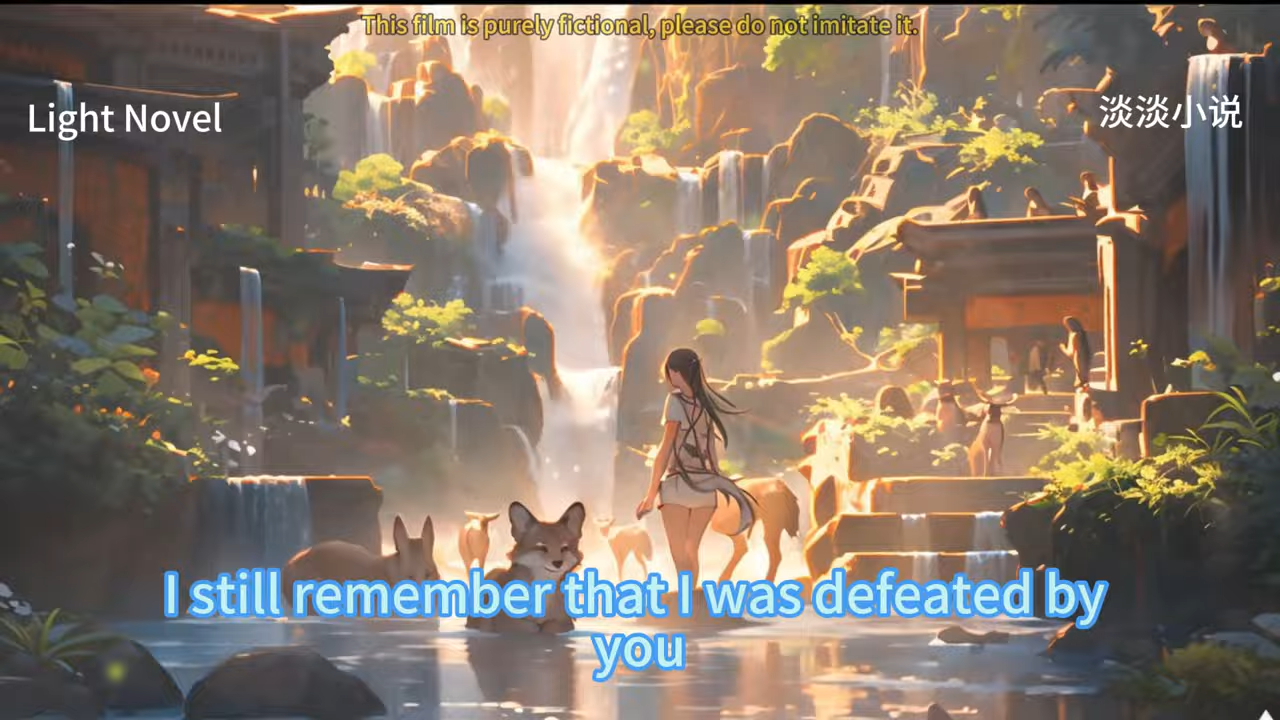 This film is purely fictional, please do not imitate it.
Light Novel
淡淡小说
I still remember that I was defeated by
you